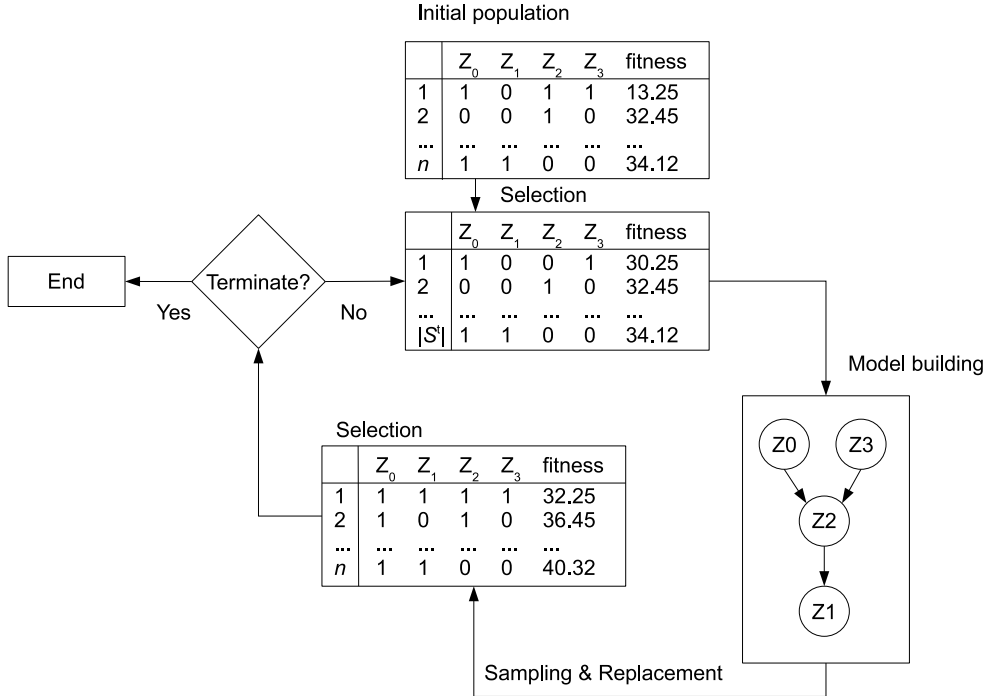 Initial population
Z0 Z1 Z2 Z3 fitness
1 1 0 1 1 13.25
2 0 0 1 0 32.45
... ... ... ... ... ...
n 1 1 0 0 34.12
Selection
Z0 Z1 Z2 Z3 fitness
1 1 0 0 1 30.25
2 0 0 1 0 32.45
... ... ... ... ... ...
|St| 1 1 0 0 34.12
End
Terminate?
Yes
No
Model building
Z0 Z3
Z2
Z1
Selection
Z0 Z1 Z2 Z3 fitness
1 1 1 1 1 32.25
2 1 0 1 0 36.45
... ... ... ... ... ...
n 1 1 0 0 40.32
Sampling & Replacement